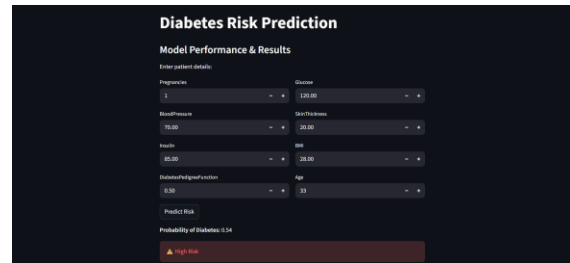 Diabetes Risk Prediction
Model Performance & Results
Enter patient details:
Pregnancies Glucose
1 - + 120.00 - +
BloodPressure SkinThickness
70.00 - + 20.00 - +
Insulin BMI
85.00 - + 28.00 - +
DiabetesPedigreeFunction Age
0.50 - + 33 - +
Predict Risk
Probability of Diabetes: 0.54
High Risk